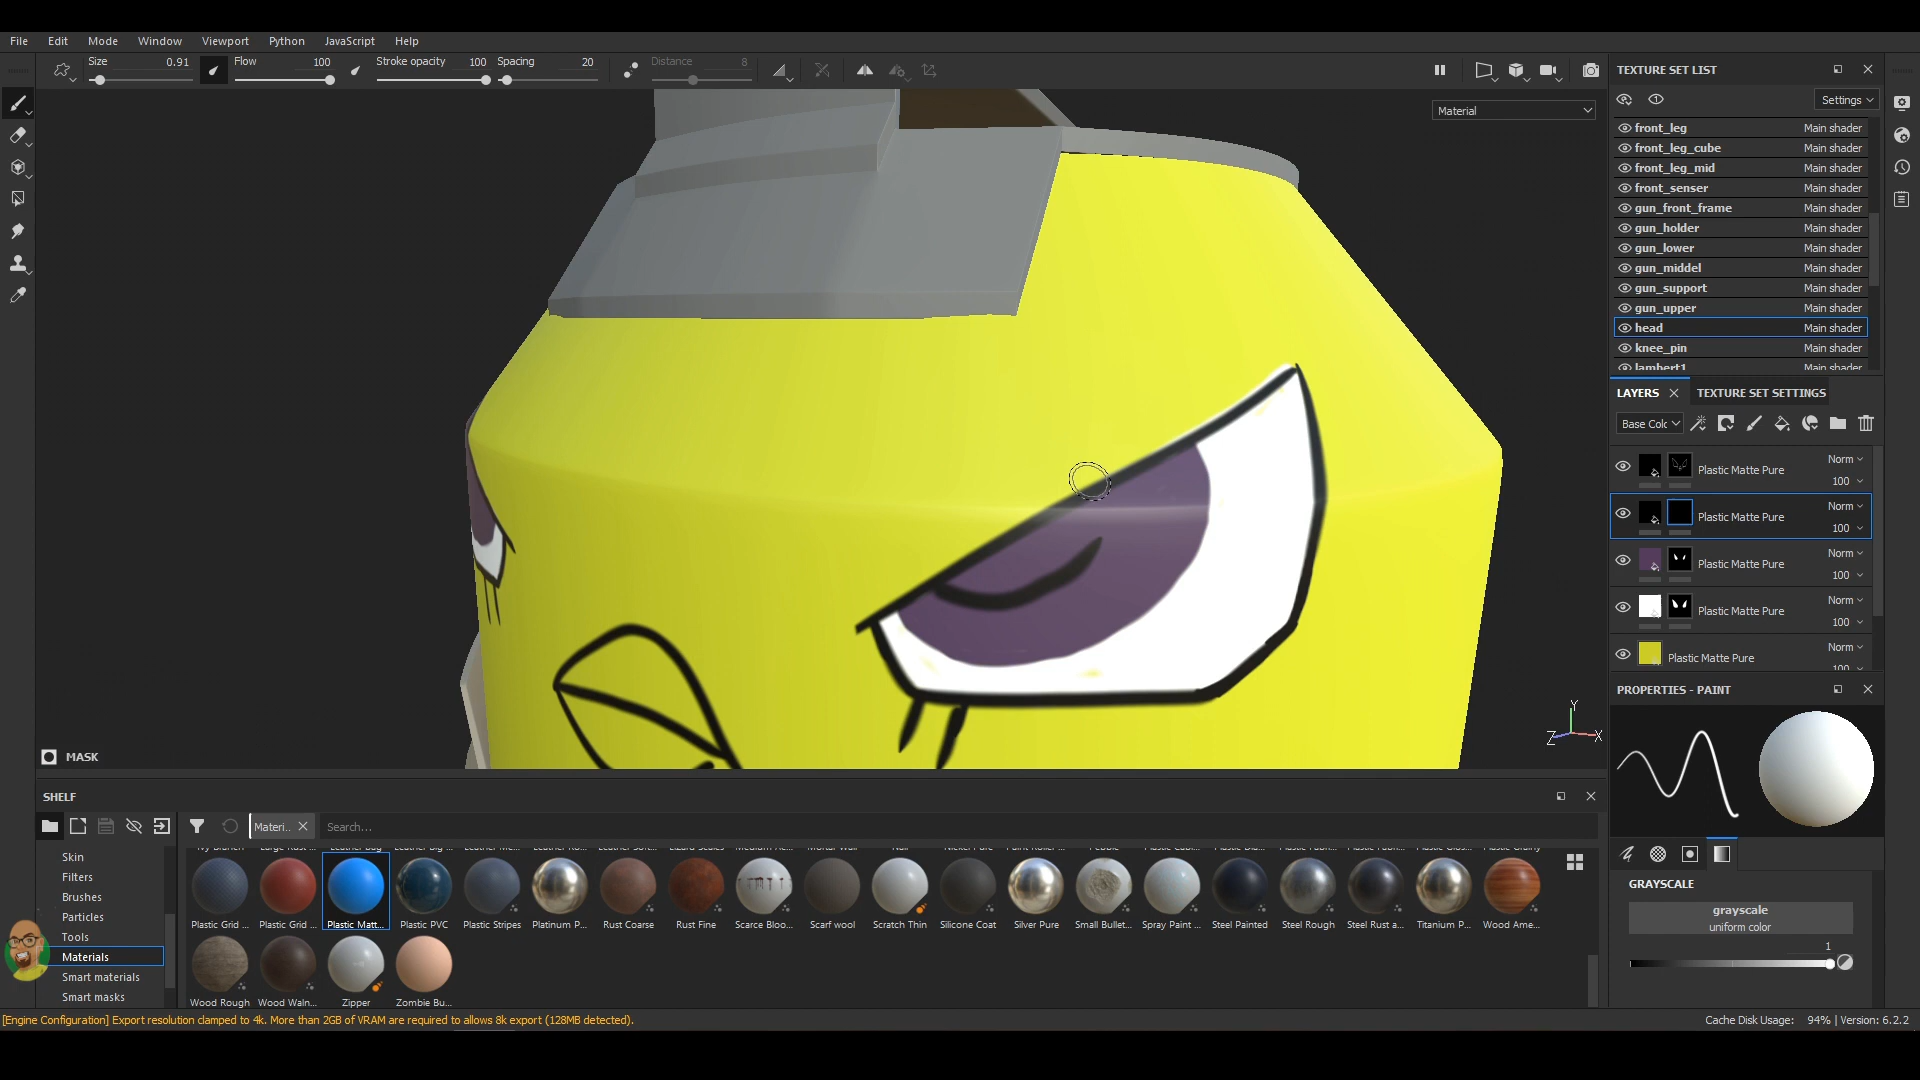 File Edit Mode Window Viewport Python JavaScript Help
Size 0.91 Flow 100 Stroke opacity 100 Spacing 20 Distance 8
Material
TEXTURE SET LIST
Settings
front_leg Main shader
front_leg_cube Main shader
front_leg_mid Main shader
front_senser Main shader
gun_front_frame Main shader
gun_holder Main shader
gun_lower Main shader
gun_middel Main shader
gun_support Main shader
gun_upper Main shader
head Main shader
knee_pin Main shader
lambert1 Main shader
LAYERS TEXTURE SET SETTINGS
Base Colc
Plastic Matte Pure Norm 100
Plastic Matte Pure Norm 100
Plastic Matte Pure Norm 100
Plastic Matte Pure Norm 100
Plastic Matte Pure Norm 100
PROPERTIES - PAINT
Y
Z X
GRAYSCALE
grayscale
uniform color
1
MASK
SHELF
Materi.. Search...
Skin
Filters
Brushes
Particles
Tools
Materials
Smart materials
Smart masks
Plastic Grid ... Plastic Grid ... Plastic Matt... Plastic PVC Plastic Stripes Platinum P... Rust Coarse Rust Fine Scarce Bloo... Scarf wool Scratch Thin Silicone Coat Silver Pure Small Bullet... Spray Paint ... Steel Painted Steel Rough Steel Rust a... Titanium P... Wood Ame...
Wood Rough Wood Waln... Zipper Zombie Bu...
[Engine Configuration] Export resolution clamped to 4k. More than 2GB of VRAM are required to allows 8k export (128MB detected).
Cache Disk Usage: 94% | Version: 6.2.2